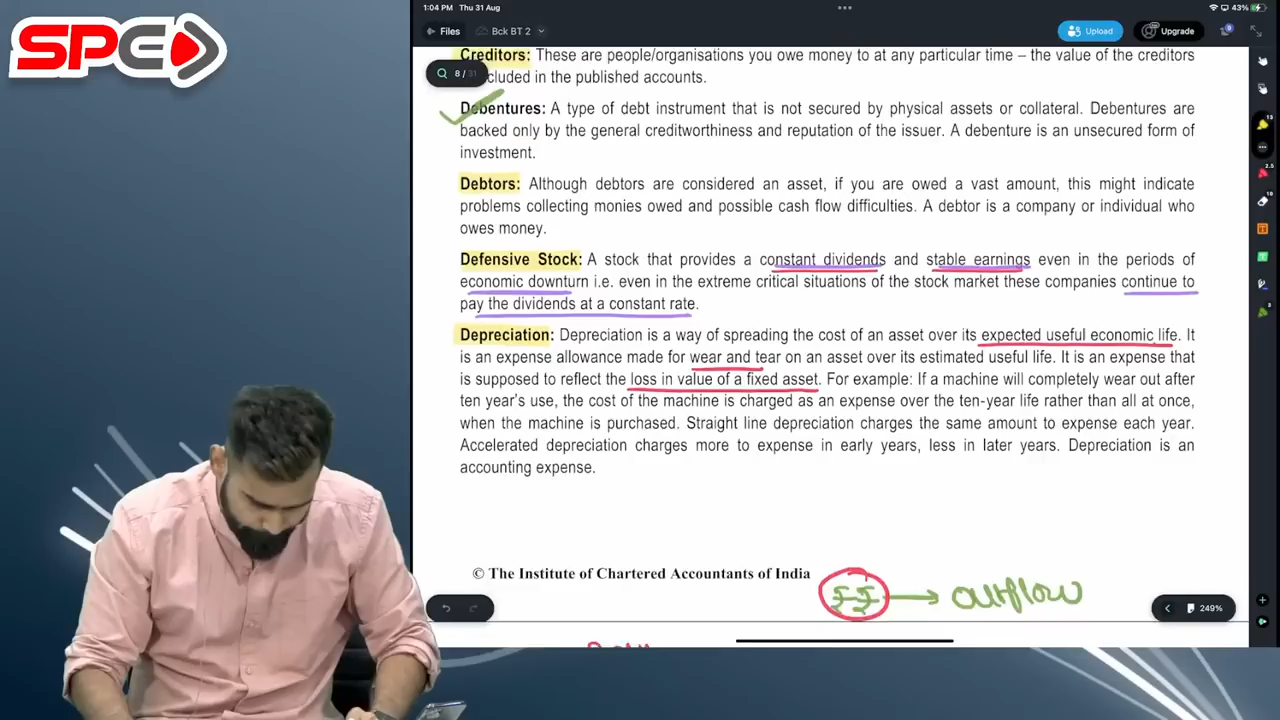 SPC
1:04 PM Thu 31 Aug
43%
Files
Bck BT 2
Upload
Upgrade
Creditors: These are people/organisations you owe money to at any particular time – the value of the creditors
8 / 31
cluded in the published accounts.
Debentures: A type of debt instrument that is not secured by physical assets or collateral. Debentures are
backed only by the general creditworthiness and reputation of the issuer. A debenture is an unsecured form of
investment.
Debtors: Although debtors are considered an asset, if you are owed a vast amount, this might indicate
problems collecting monies owed and possible cash flow difficulties. A debtor is a company or individual who
owes money.
Defensive Stock: A stock that provides a constant dividends and stable earnings even in the periods of
economic downturn i.e. even in the extreme critical situations of the stock market these companies continue to
pay the dividends at a constant rate.
Depreciation: Depreciation is a way of spreading the cost of an asset over its expected useful economic life. It
is an expense allowance made for wear and tear on an asset over its estimated useful life. It is an expense that
is supposed to reflect the loss in value of a fixed asset. For example: If a machine will completely wear out after
ten year's use, the cost of the machine is charged as an expense over the ten-year life rather than all at once,
when the machine is purchased. Straight line depreciation charges the same amount to expense each year.
Accelerated depreciation charges more to expense in early years, less in later years. Depreciation is an
accounting expense.
© The Institute of Chartered Accountants of India
outflow
249%